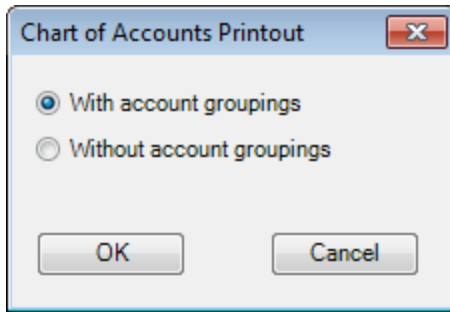 Chart of Accounts Printout
With account groupings
Without account groupings
OK
Cancel